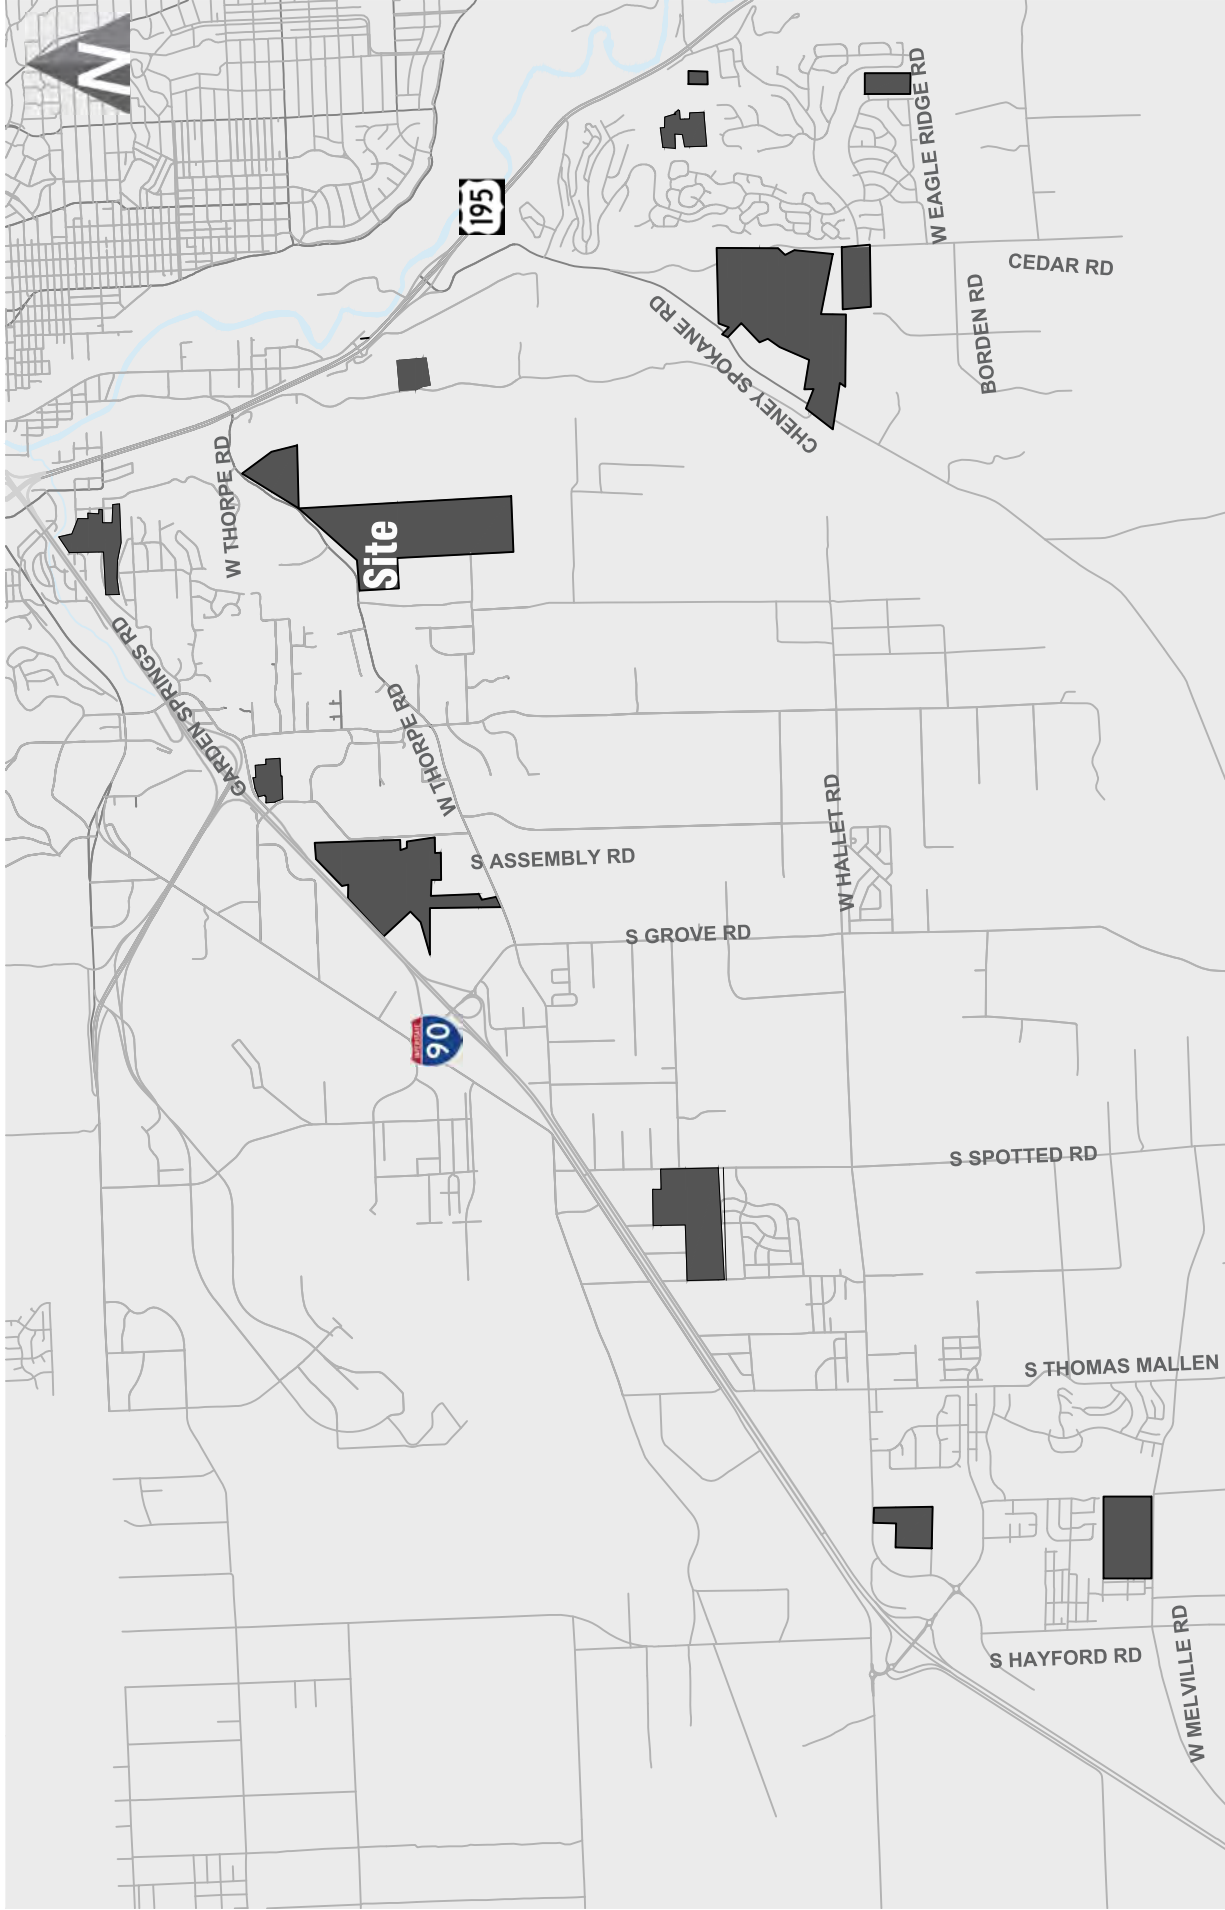 N
195
W EAGLE RIDGE RD
CEDAR RD
BORDEN RD
CHENEY SPOKANE RD
W THORPE RD
Site
GARDEN SPRINGS RD
W THORPE RD
S ASSEMBLY RD
W HALLET RD
S GROVE RD
INTERSTATE
90
S SPOTTED RD
S THOMAS MALLEN
S HAYFORD RD
W MELVILLE RD